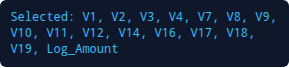 Selected: V1, V2, V3, V4, V7, V8, V9,
V10, V11, V12, V14, V16, V17, V18,
V19, Log_Amount